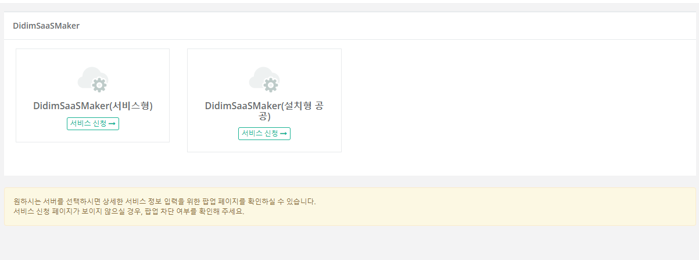 DidimSaaSMaker
DidimSaaSMaker(서비스형)
서비스 신청 →
DidimSaaSMaker(설치형 공
공)
서비스 신청 →
원하시는 서버를 선택하시면 상세한 서비스 정보 입력을 위한 팝업 페이지를 확인하실 수 있습니다.
서비스 신청 페이지가 보이지 않으실 경우, 팝업 차단 여부를 확인해 주세요.